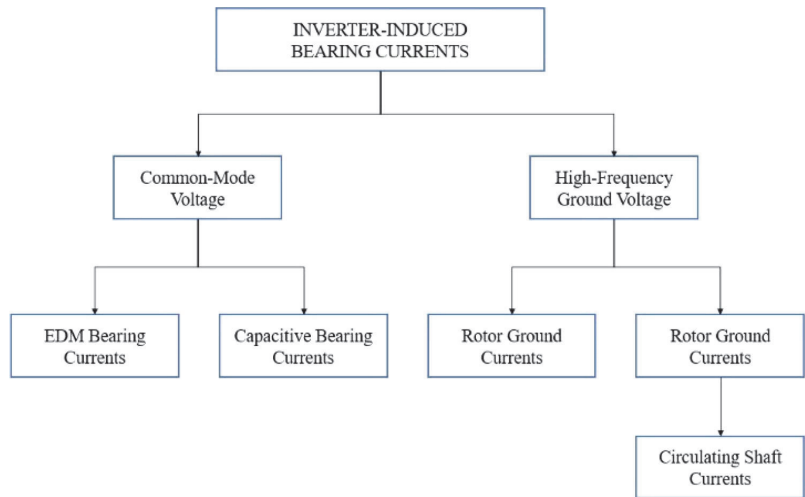 INVERTER-INDUCED
BEARING CURRENTS
Common-Mode
Voltage
High-Frequency
Ground Voltage
EDM Bearing
Currents
Capacitive Bearing
Currents
Rotor Ground
Currents
Rotor Ground
Currents
Circulating Shaft
Currents